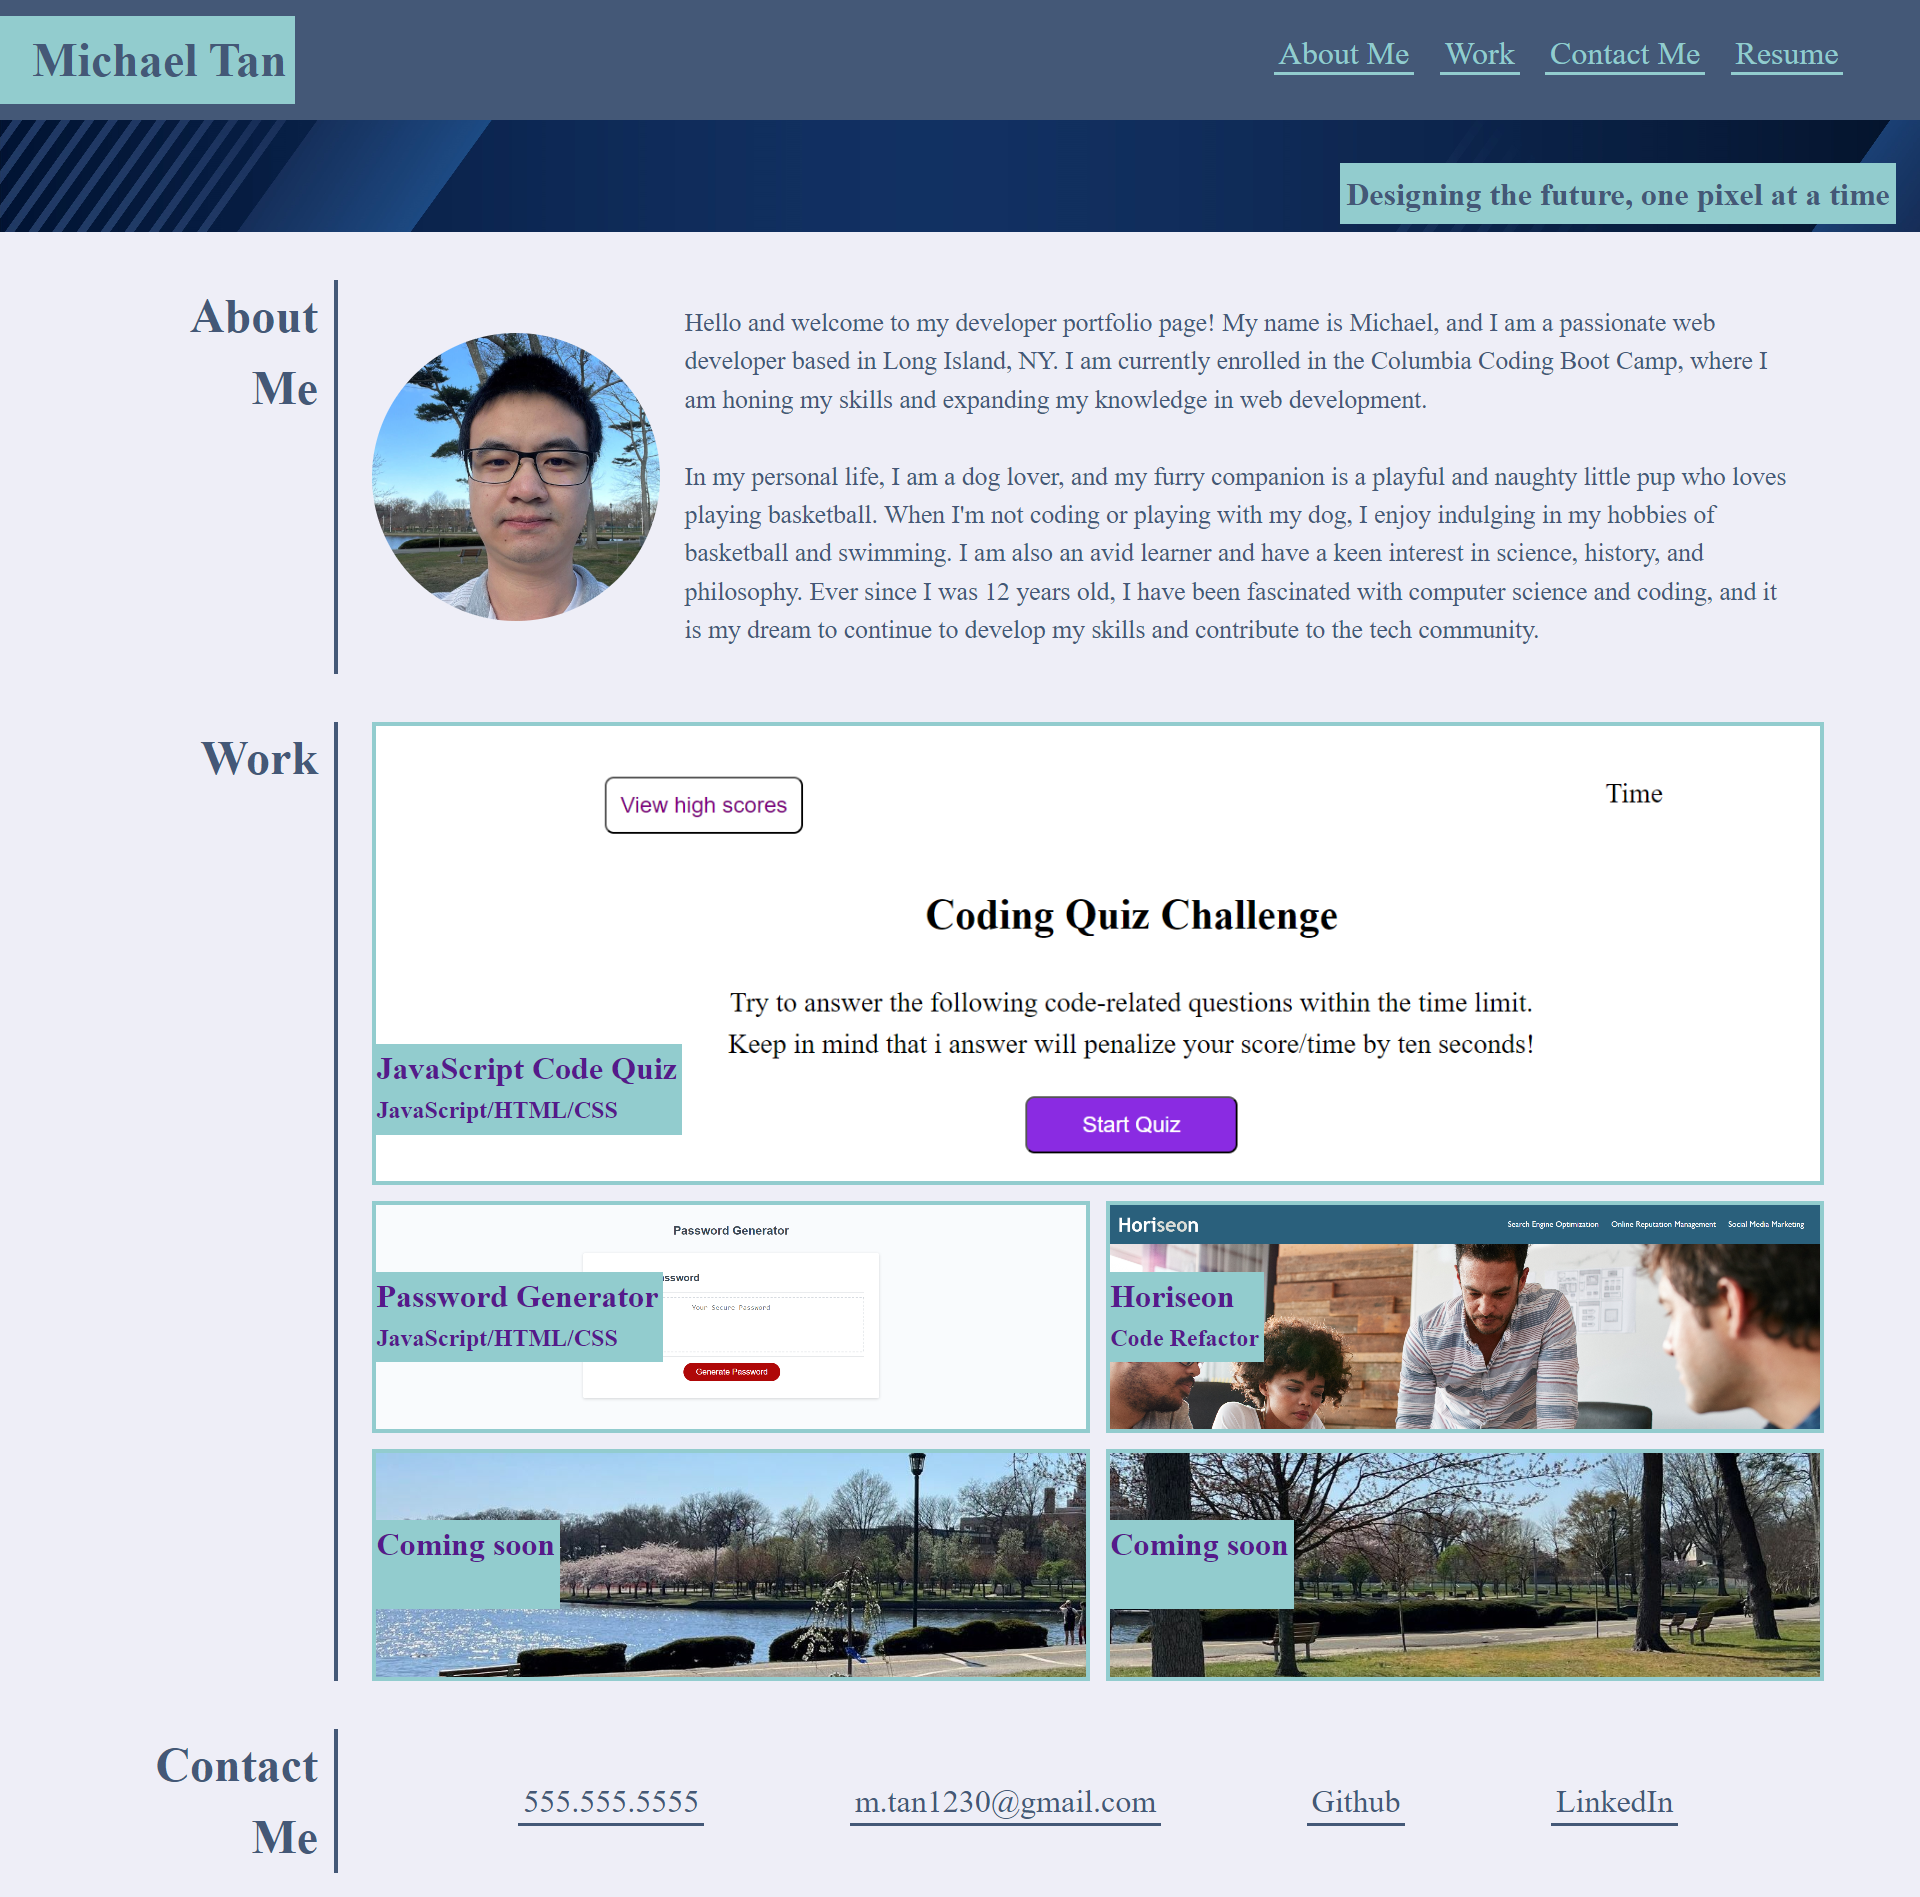 Michael Tan
About Me
Work
Contact Me
Resume
Designing the future, one pixel at a time
About
Me
Hello and welcome to my developer portfolio page! My name is Michael, and I am a passionate web
developer based in Long Island, NY. I am currently enrolled in the Columbia Coding Boot Camp, where I
am honing my skills and expanding my knowledge in web development.
In my personal life, I am a dog lover, and my furry companion is a playful and naughty little pup who loves
playing basketball. When I'm not coding or playing with my dog, I enjoy indulging in my hobbies of
basketball and swimming. I am also an avid learner and have a keen interest in science, history, and
philosophy. Ever since I was 12 years old, I have been fascinated with computer science and coding, and it
is my dream to continue to develop my skills and contribute to the tech community.
Work
View high scores
Time
Coding Quiz Challenge
Try to answer the following code-related questions within the time limit.
Keep in mind that i answer will penalize your score/time by ten seconds!
Start Quiz
JavaScript Code Quiz
JavaScript/HTML/CSS
Password Generator
ssword
Your Secure Password
Generate Password
Password Generator
JavaScript/HTML/CSS
Horiseon
Search Engine Optimization
Online Reputation Management
Social Media Marketing
Horiseon
Code Refactor
Coming soon
Coming soon
Contact
Me
555.555.5555
m.tan1230@gmail.com
Github
LinkedIn